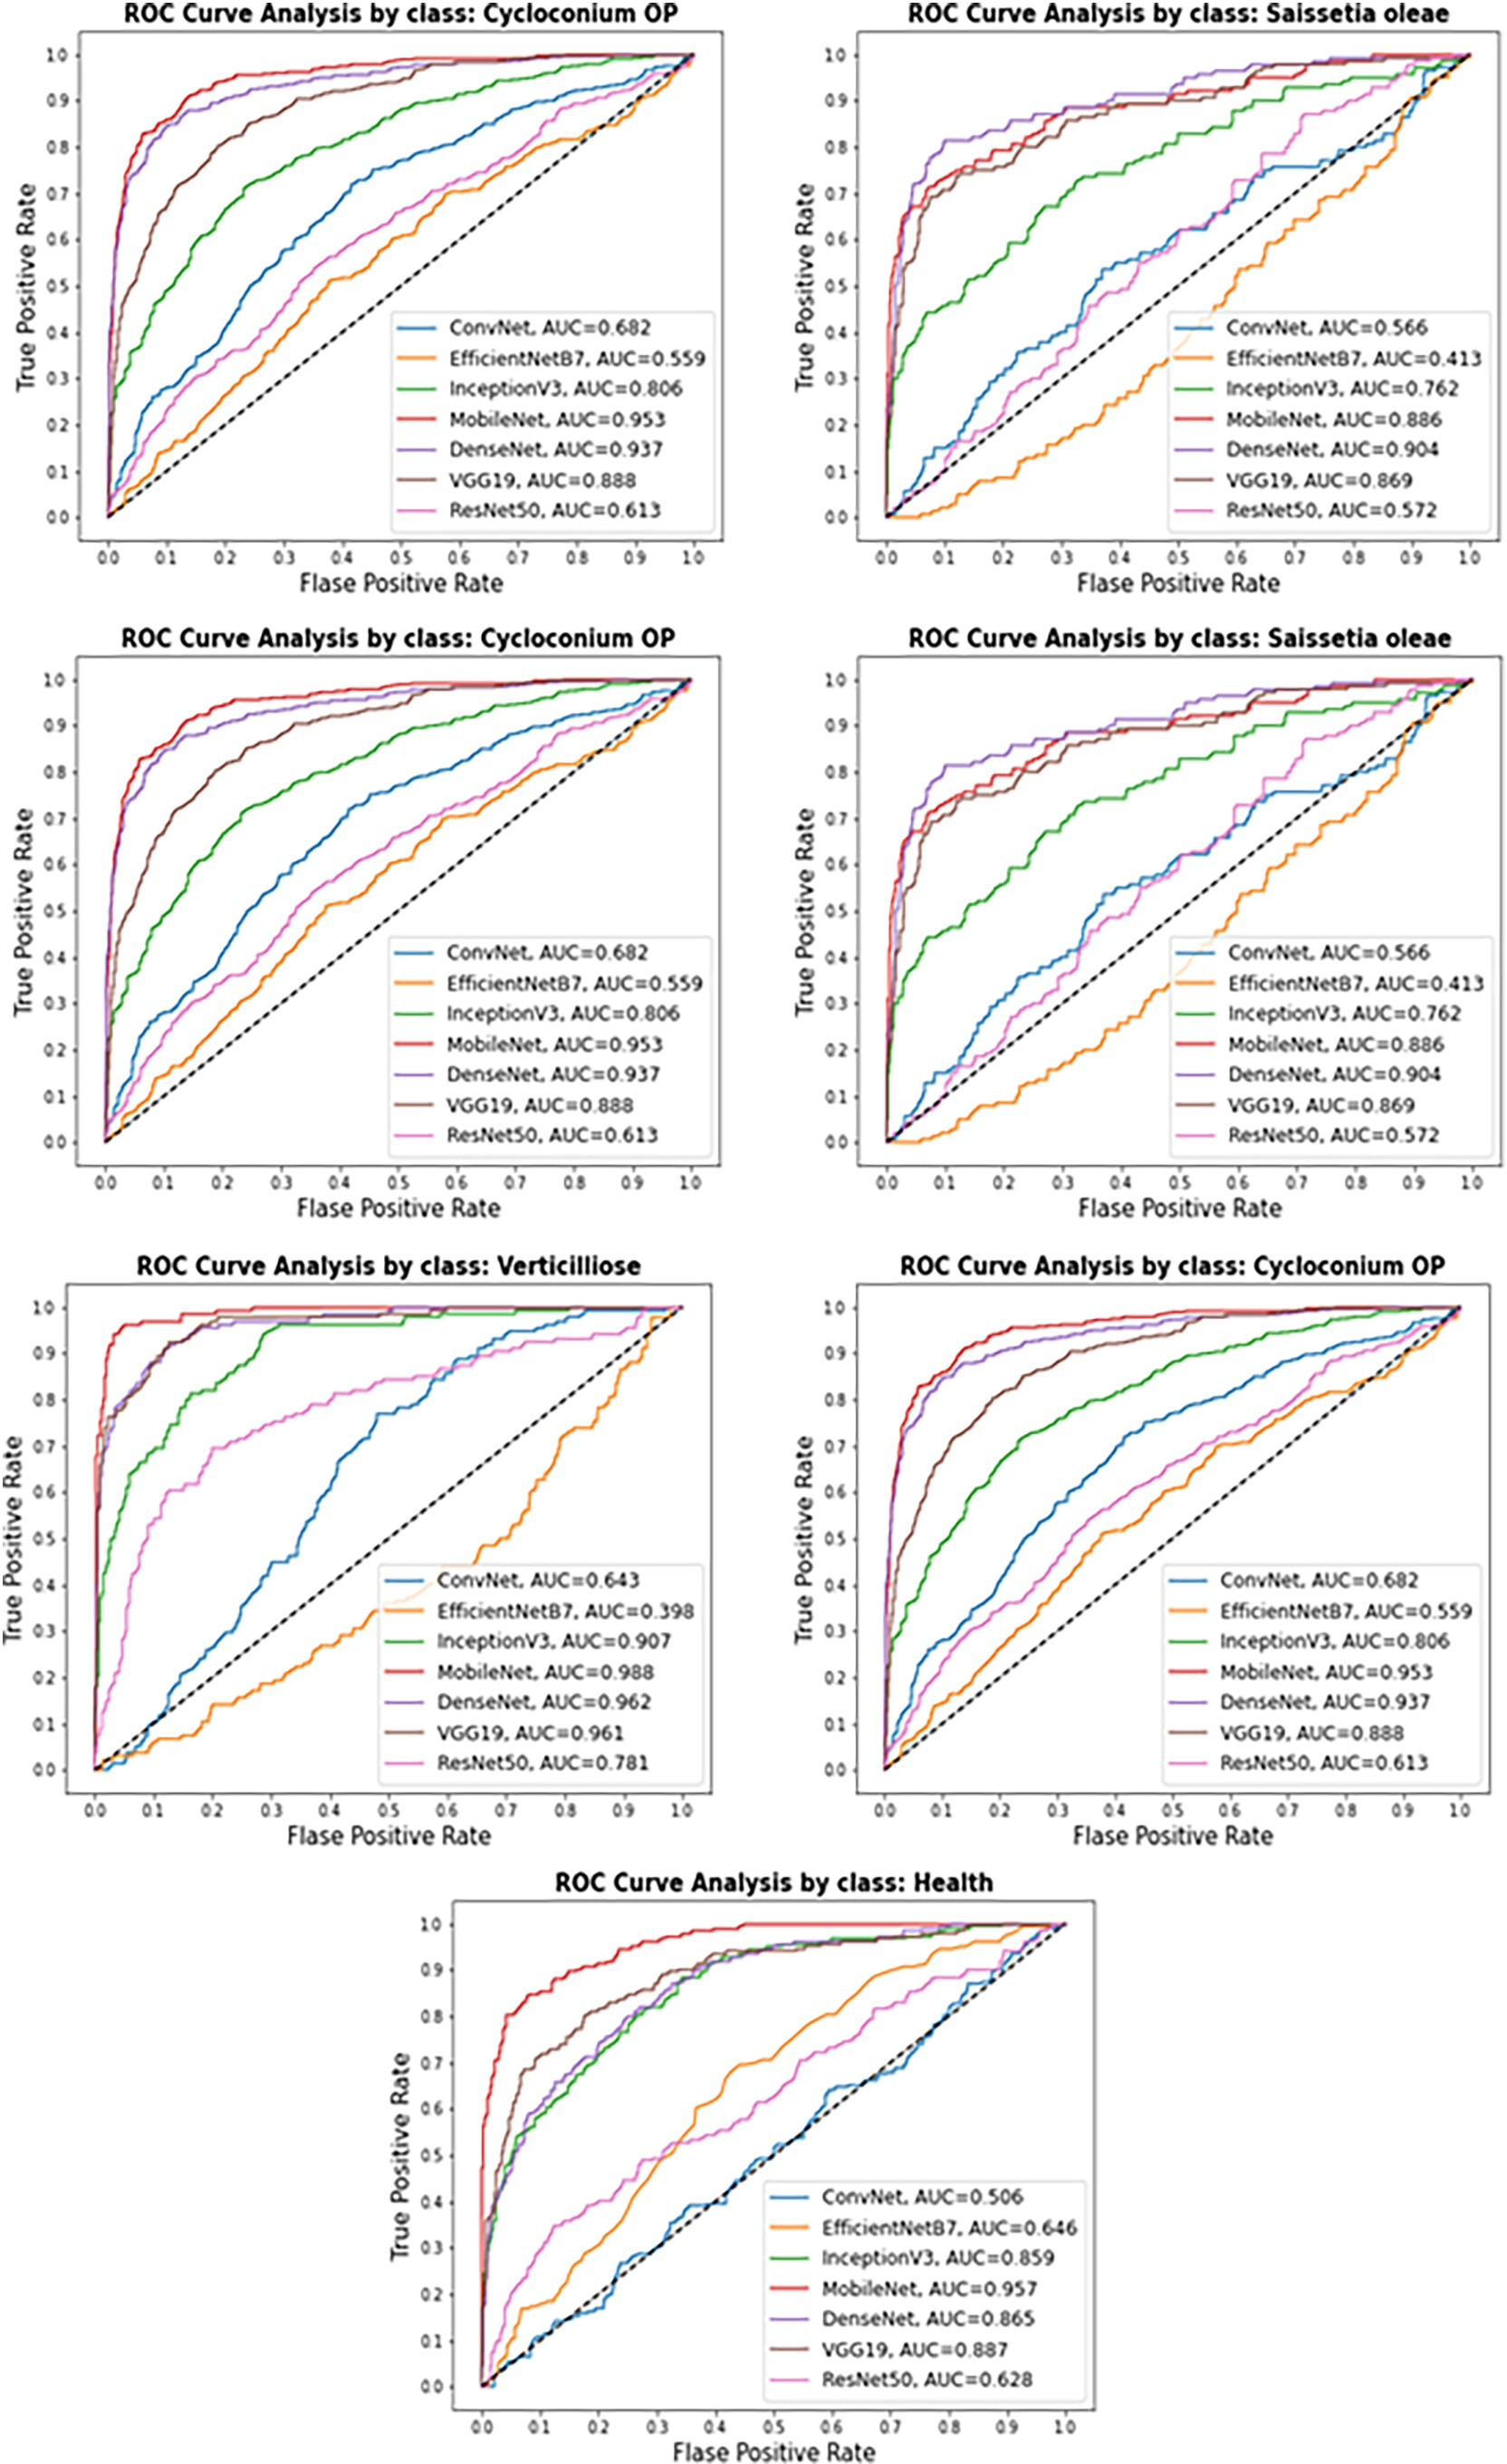 ROC Curve Analysis by class: Cycloconium OP
True Positive Rate
1.0
0.9
0.8
0.7
0.6
0.5
0.4
0.3
0.2
0.1
0.0
ConvNet, AUC=0.682
EfficientNetB7, AUC=0.559
InceptionV3, AUC=0.806
MobileNet, AUC=0.953
DenseNet, AUC=0.937
VGG19, AUC=0.888
ResNet50, AUC=0.613
0.0 0.1 0.2 0.3 0.4 0.5 0.6 0.7 0.8 0.9 1.0
Flase Positive Rate
ROC Curve Analysis by class: Saissetia oleae
True Positive Rate
1.0
0.9
0.8
0.7
0.6
0.5
0.4
0.3
0.2
0.1
0.0
ConvNet, AUC=0.566
EfficientNetB7, AUC=0.413
InceptionV3, AUC=0.762
MobileNet, AUC=0.886
DenseNet, AUC=0.904
VGG19, AUC=0.869
ResNet50, AUC=0.572
0.0 0.1 0.2 0.3 0.4 0.5 0.6 0.7 0.8 0.9 1.0
Flase Positive Rate
ROC Curve Analysis by class: Cycloconium OP
True Positive Rate
1.0
0.9
0.8
0.7
0.6
0.5
0.4
0.3
0.2
0.1
0.0
ConvNet, AUC=0.682
EfficientNetB7, AUC=0.559
InceptionV3, AUC=0.806
MobileNet, AUC=0.953
DenseNet, AUC=0.937
VGG19, AUC=0.888
ResNet50, AUC=0.613
0.0 0.1 0.2 0.3 0.4 0.5 0.6 0.7 0.8 0.9 1.0
Flase Positive Rate
ROC Curve Analysis by class: Saissetia oleae
True Positive Rate
1.0
0.9
0.8
0.7
0.6
0.5
0.4
0.3
0.2
0.1
0.0
ConvNet, AUC=0.566
EfficientNetB7, AUC=0.413
InceptionV3, AUC=0.762
MobileNet, AUC=0.886
DenseNet, AUC=0.904
VGG19, AUC=0.869
ResNet50, AUC=0.572
0.0 0.1 0.2 0.3 0.4 0.5 0.6 0.7 0.8 0.9 1.0
Flase Positive Rate
ROC Curve Analysis by class: Verticilliose
True Positive Rate
1.0
0.9
0.8
0.7
0.6
0.5
0.4
0.3
0.2
0.1
0.0
ConvNet, AUC=0.643
EfficientNetB7, AUC=0.398
InceptionV3, AUC=0.907
MobileNet, AUC=0.988
DenseNet, AUC=0.962
VGG19, AUC=0.961
ResNet50, AUC=0.781
0.0 0.1 0.2 0.3 0.4 0.5 0.6 0.7 0.8 0.9 1.0
Flase Positive Rate
ROC Curve Analysis by class: Cycloconium OP
True Positive Rate
1.0
0.9
0.8
0.7
0.6
0.5
0.4
0.3
0.2
0.1
0.0
ConvNet, AUC=0.682
EfficientNetB7, AUC=0.559
InceptionV3, AUC=0.806
MobileNet, AUC=0.953
DenseNet, AUC=0.937
VGG19, AUC=0.888
ResNet50, AUC=0.613
0.0 0.1 0.2 0.3 0.4 0.5 0.6 0.7 0.8 0.9 1.0
Flase Positive Rate
ROC Curve Analysis by class: Health
True Positive Rate
1.0
0.9
0.8
0.7
0.6
0.5
0.4
0.3
0.2
0.1
0.0
ConvNet, AUC=0.506
EfficientNetB7, AUC=0.646
InceptionV3, AUC=0.859
MobileNet, AUC=0.957
DenseNet, AUC=0.865
VGG19, AUC=0.887
ResNet50, AUC=0.628
0.0 0.1 0.2 0.3 0.4 0.5 0.6 0.7 0.8 0.9 1.0
Flase Positive Rate